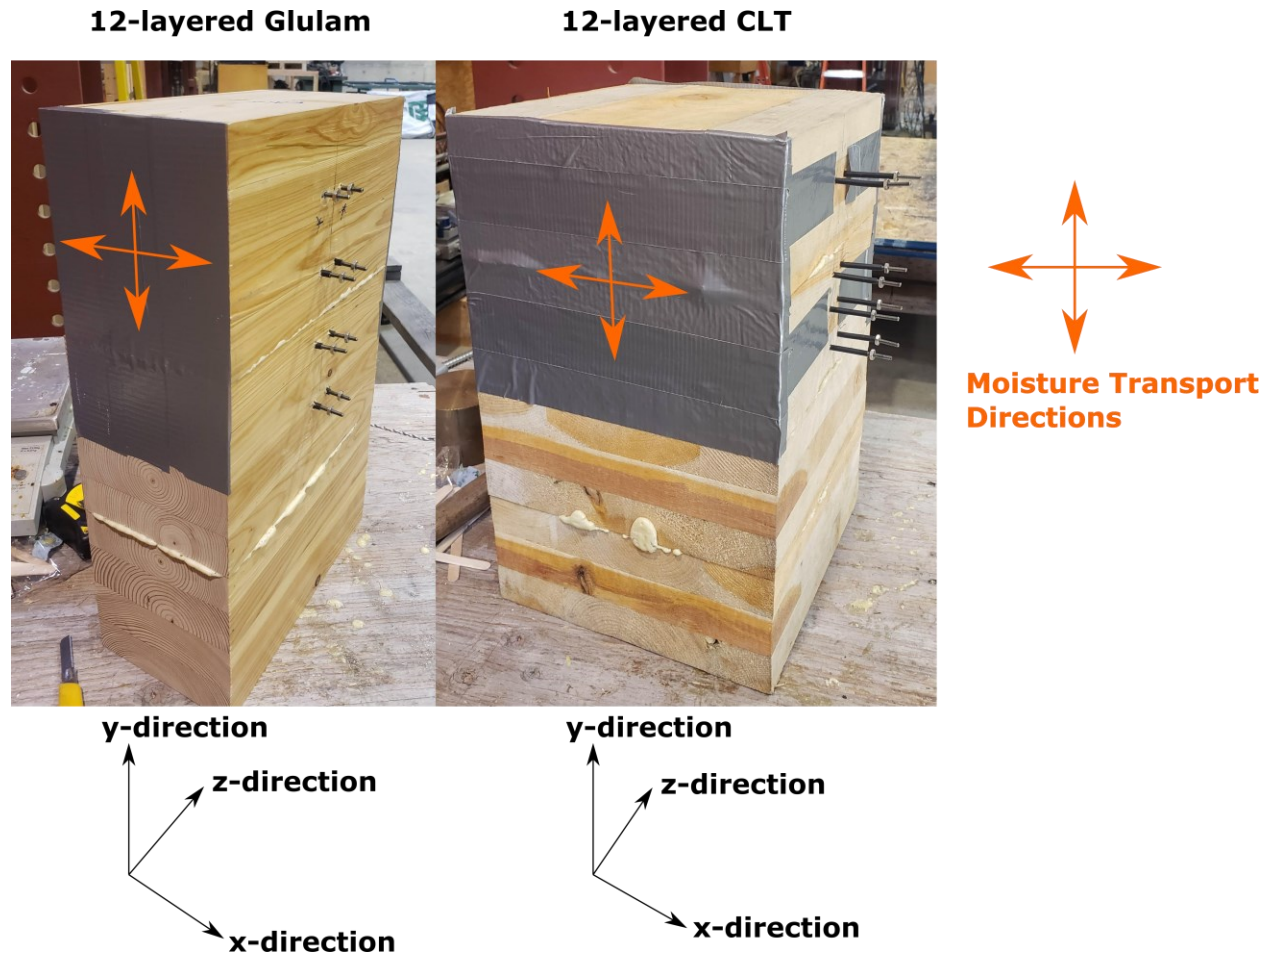 12-layered Glulam
12-layered CLT
Moisture Transport
Directions
y-direction
z-direction
x-direction
y-direction
z-direction
x-direction